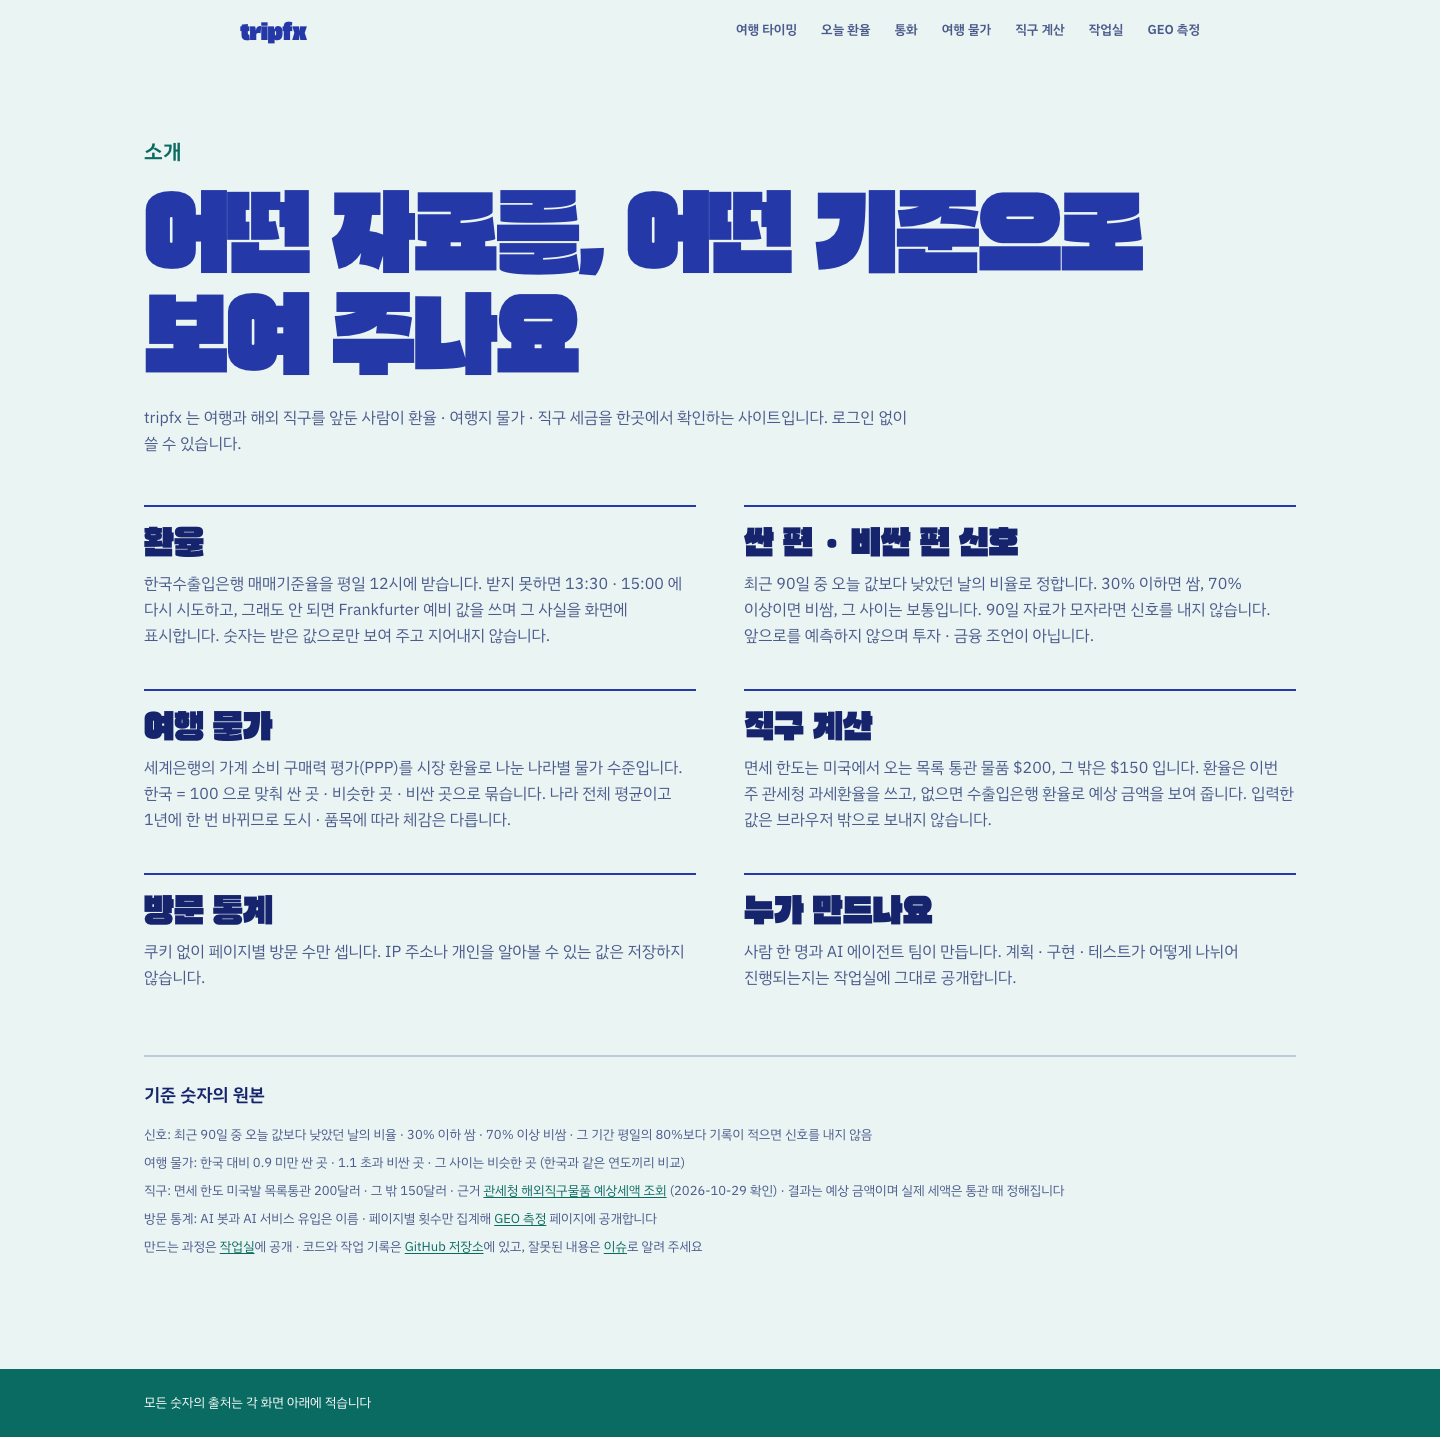 tripfx
여행 타이밍 오늘 환율 통화 여행 물가 직구 계산 작업실 GEO 측정
소개
어떤 자료를, 어떤 기준으로
보여 주나요
tripfx 는 여행과 해외 직구를 앞둔 사람이 환율 · 여행지 물가 · 직구 세금을 한곳에서 확인하는 사이트입니다. 로그인 없이
쓸 수 있습니다.
환율
한국수출입은행 매매기준율을 평일 12시에 받습니다. 받지 못하면 13:30 · 15:00 에
다시 시도하고, 그래도 안 되면 Frankfurter 예비 값을 쓰며 그 사실을 화면에
표시합니다. 숫자는 받은 값으로만 보여 주고 지어내지 않습니다.
싼 편 · 비싼 편 신호
최근 90일 중 오늘 값보다 낮았던 날의 비율로 정합니다. 30% 이하면 쌈, 70%
이상이면 비쌈, 그 사이는 보통입니다. 90일 자료가 모자라면 신호를 내지 않습니다.
앞으로를 예측하지 않으며 투자 · 금융 조언이 아닙니다.
여행 물가
세계은행의 가계 소비 구매력 평가(PPP)를 시장 환율로 나눈 나라별 물가 수준입니다.
한국 = 100 으로 맞춰 싼 곳 · 비슷한 곳 · 비싼 곳으로 묶습니다. 나라 전체 평균이고
1년에 한 번 바뀌므로 도시 · 품목에 따라 체감은 다릅니다.
직구 계산
면세 한도는 미국에서 오는 목록 통관 물품 $200, 그 밖은 $150 입니다. 환율은 이번
주 관세청 과세환율을 쓰고, 없으면 수출입은행 환율로 예상 금액을 보여 줍니다. 입력한
값은 브라우저 밖으로 보내지 않습니다.
방문 통계
쿠키 없이 페이지별 방문 수만 셉니다. IP 주소나 개인을 알아볼 수 있는 값은 저장하지
않습니다.
누가 만드나요
사람 한 명과 AI 에이전트 팀이 만듭니다. 계획 · 구현 · 테스트가 어떻게 나뉘어
진행되는지는 작업실에 그대로 공개합니다.
기준 숫자의 원본
신호: 최근 90일 중 오늘 값보다 낮았던 날의 비율 · 30% 이하 쌈 · 70% 이상 비쌈 · 그 기간 평일의 80%보다 기록이 적으면 신호를 내지 않음
여행 물가: 한국 대비 0.9 미만 싼 곳 · 1.1 초과 비싼 곳 · 그 사이는 비슷한 곳 (한국과 같은 연도끼리 비교)
직구: 면세 한도 미국발 목록통관 200달러 · 그 밖 150달러 · 근거 관세청 해외직구물품 예상세액 조회 (2026-10-29 확인) · 결과는 예상 금액이며 실제 세액은 통관 때 정해집니다
방문 통계: AI 봇과 AI 서비스 유입은 이름 · 페이지별 횟수만 집계해 GEO 측정 페이지에 공개합니다
만드는 과정은 작업실에 공개 · 코드와 작업 기록은 GitHub 저장소에 있고, 잘못된 내용은 이슈로 알려 주세요
모든 숫자의 출처는 각 화면 아래에 적습니다